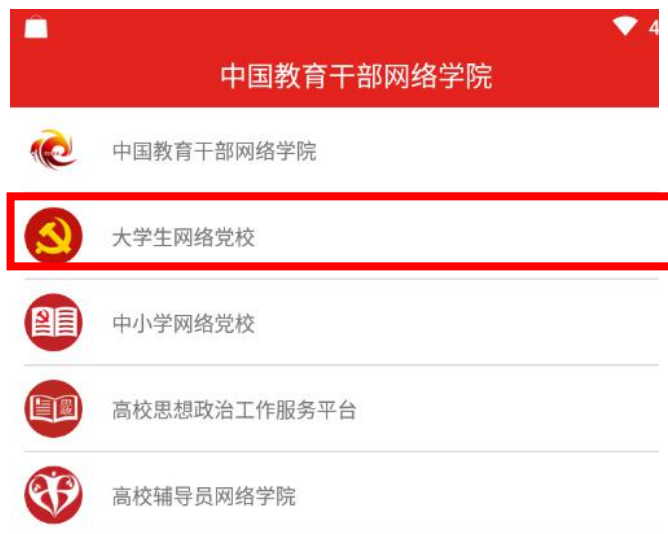 4
中国教育干部网络学院
中国教育干部网络学院
大学生网络党校
中小学网络党校
高校思想政治工作服务平台
高校辅导员网络学院